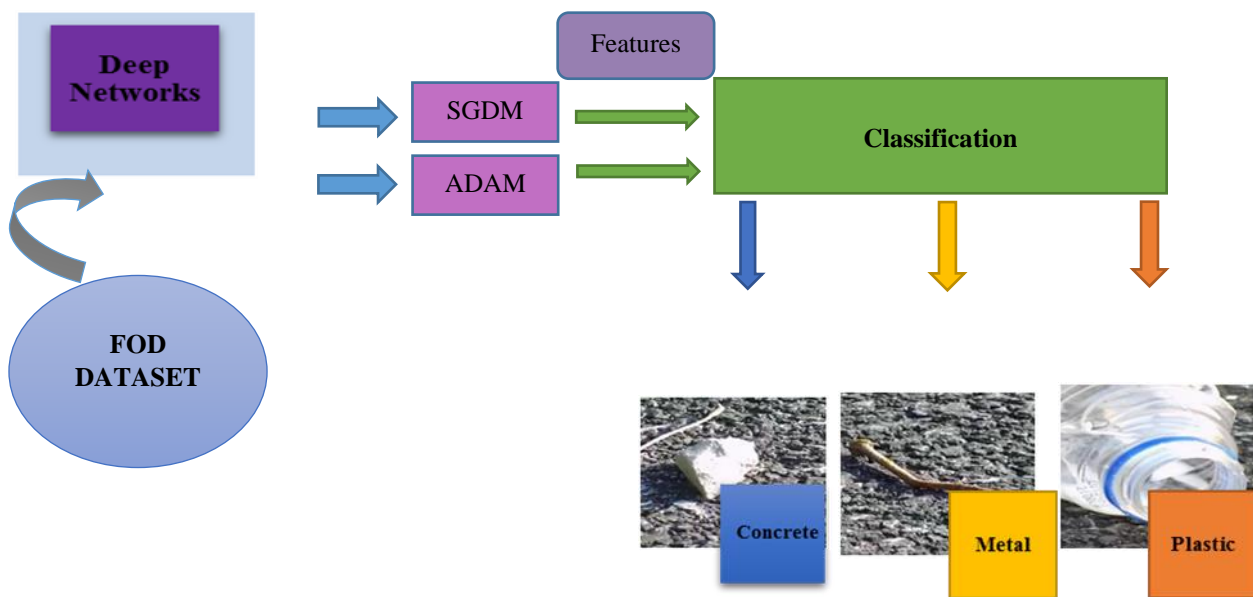 Deep
Networks
Features
SGDM
ADAM
Classification
FOD
DATASET
Concrete
Metal
Plastic